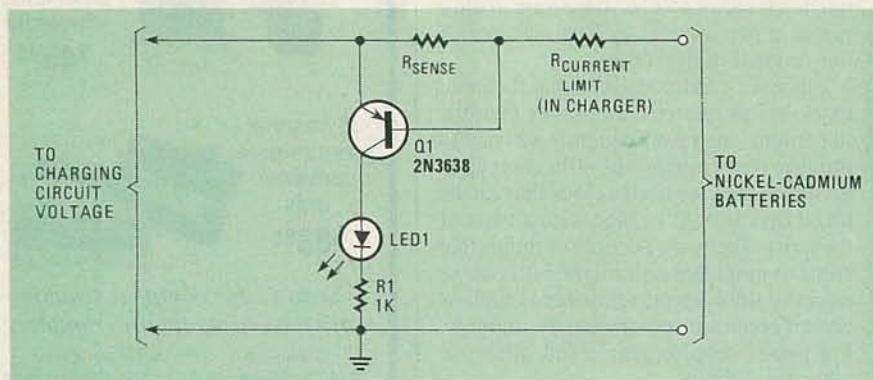 RSENSE
RCURRENT
LIMIT
(IN CHARGER)
Q1
2N3638
TO
CHARGING
CIRCUIT
VOLTAGE
TO
NICKEL-CADMIUM
BATTERIES
LED1
R1
1K